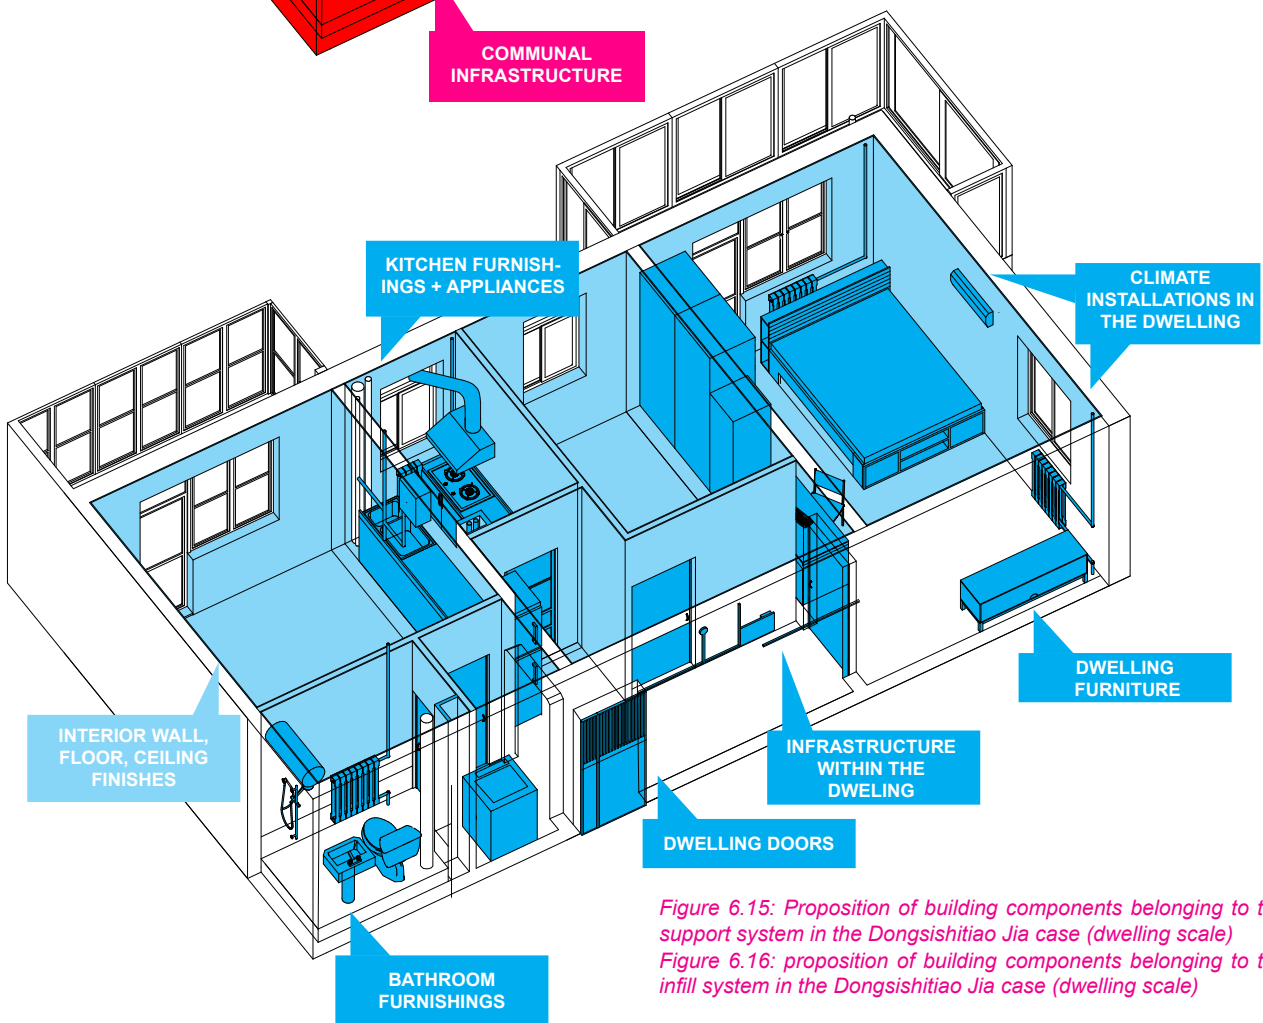 COMMUNAL
INFRASTRUCTURE
KITCHEN FURNISH-
INGS + APPLIANCES
CLIMATE
INSTALLATIONS IN
THE DWELLING
DWELLING
FURNITURE
INTERIOR WALL,
FLOOR, CEILING
FINISHES
INFRASTRUCTURE
WITHIN THE
DWELING
DWELLING DOORS
BATHROOM
FURNISHINGS
Figure 6.15: Proposition of building components belonging to t
support system in the Dongsishitiao Jia case (dwelling scale)
Figure 6.16: proposition of building components belonging to t
infill system in the Dongsishitiao Jia case (dwelling scale)